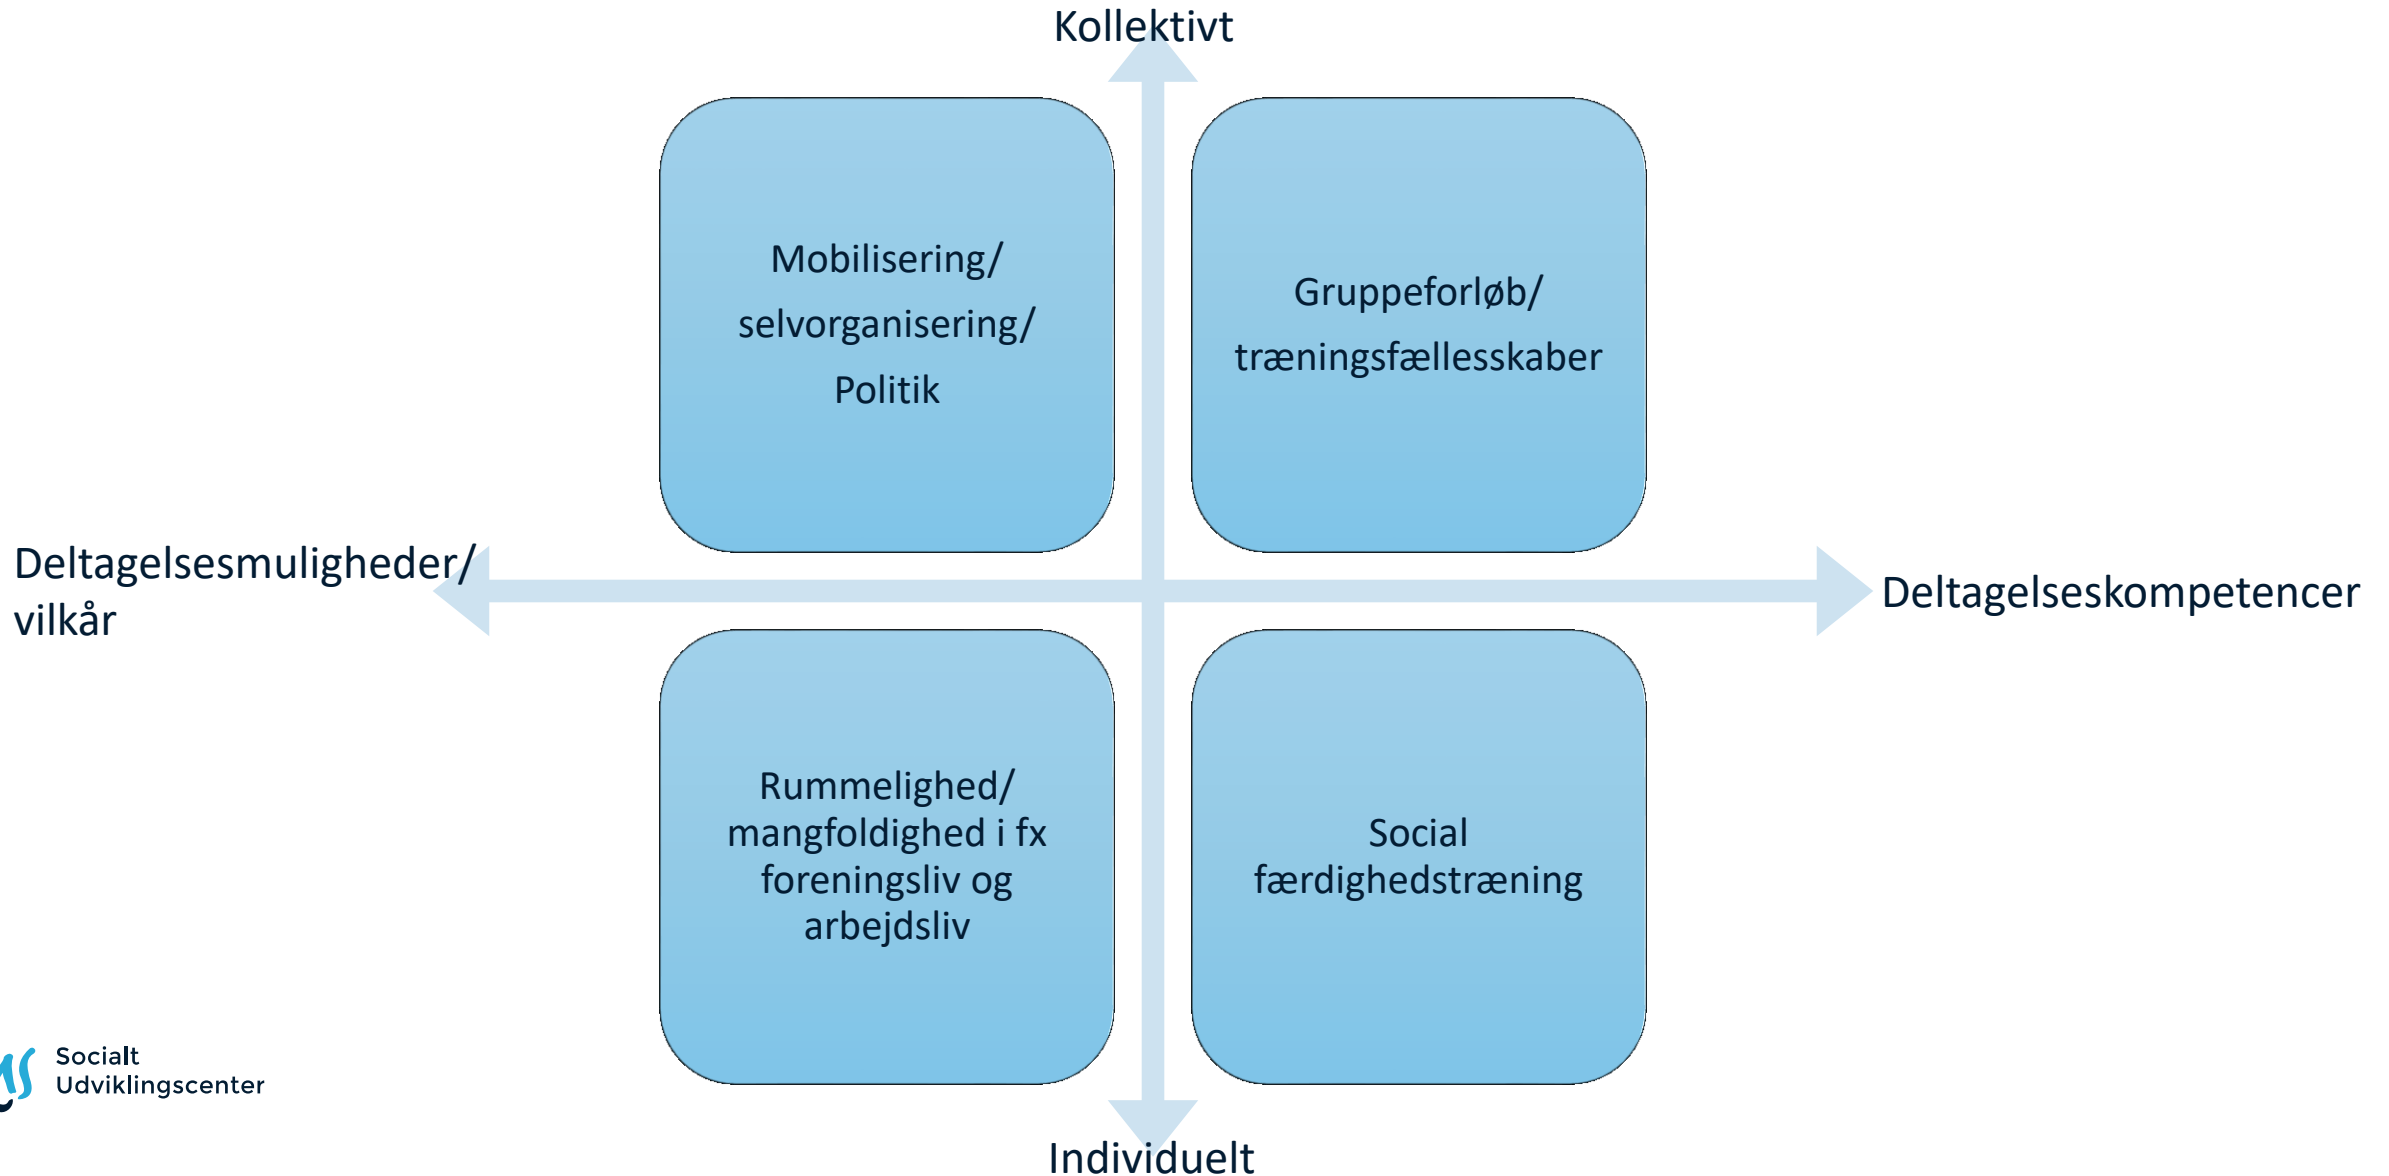 Kollektivt
Mobilisering/
selvorganisering/
Politik
Gruppeforløb/
træningsfællesskaber
Deltagelsesmuligheder/
vilkår
Deltagelseskompetencer
Rummelighed/
mangfoldighed i fx
foreningsliv og
arbejdsliv
Social
færdighedstræning
Socialt
Udviklingscenter
Individuelt